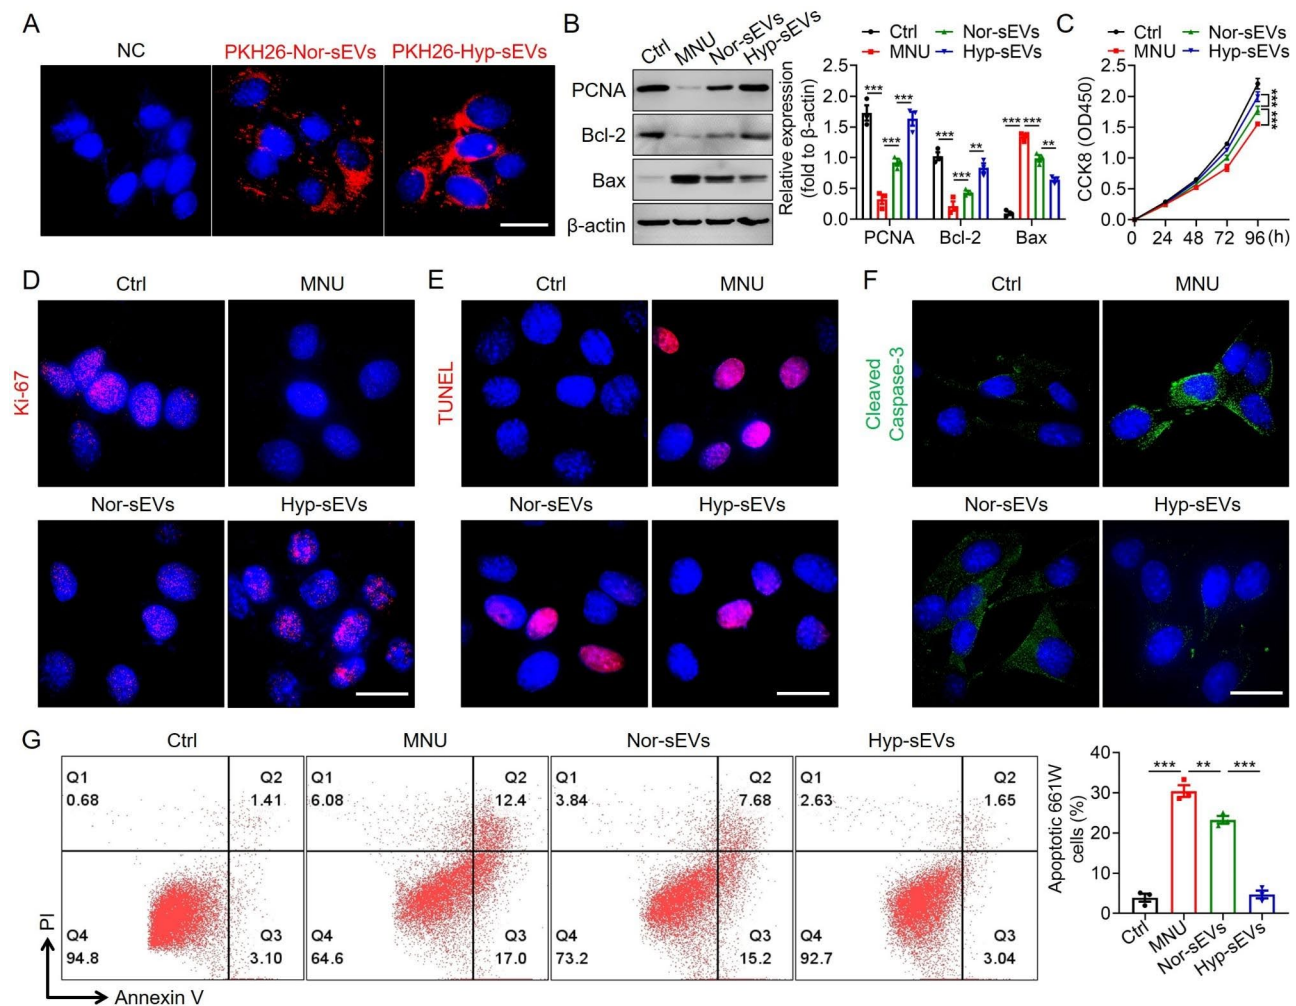 A
NC
PKH26-Nor-sEVs
PKH26-Hyp-sEVs
B
Ctrl
MNU
Nor-sEVs
Hyp-sEVs
PCNA
Bcl-2
Bax
β-actin
Ctrl
Nor-sEVs
MNU
Hyp-sEVs
Relative expression
(fold to β-actin)
2.5
2.0
1.5
1.0
0.5
0.0
***
***
***
***
***
**
***
***
**
PCNA
Bcl-2
Bax
C
Ctrl
Nor-sEVs
MNU
Hyp-sEVs
CCK8 (OD450)
2.5
2.0
1.5
1.0
0.5
0.0
***
***
0
24
48
72
96 (h)
D
Ctrl
MNU
Ki-67
Nor-sEVs
Hyp-sEVs
E
Ctrl
MNU
TUNEL
Nor-sEVs
Hyp-sEVs
F
Ctrl
MNU
Cleaved
Caspase-3
Nor-sEVs
Hyp-sEVs
G
Ctrl
Q1
0.68
Q2
1.41
Q4
94.8
Q3
3.10
MNU
Q1
6.08
Q2
12.4
Q4
64.6
Q3
17.0
Nor-sEVs
Q1
3.84
Q2
7.68
Q4
73.2
Q3
15.2
Hyp-sEVs
Q1
2.63
Q2
1.65
Q4
92.7
Q3
3.04
PI
Annexin V
Apoptotic 661W
cells (%)
40
30
20
10
0
***
**
***
Ctrl
MNU
Nor-sEVs
Hyp-sEVs